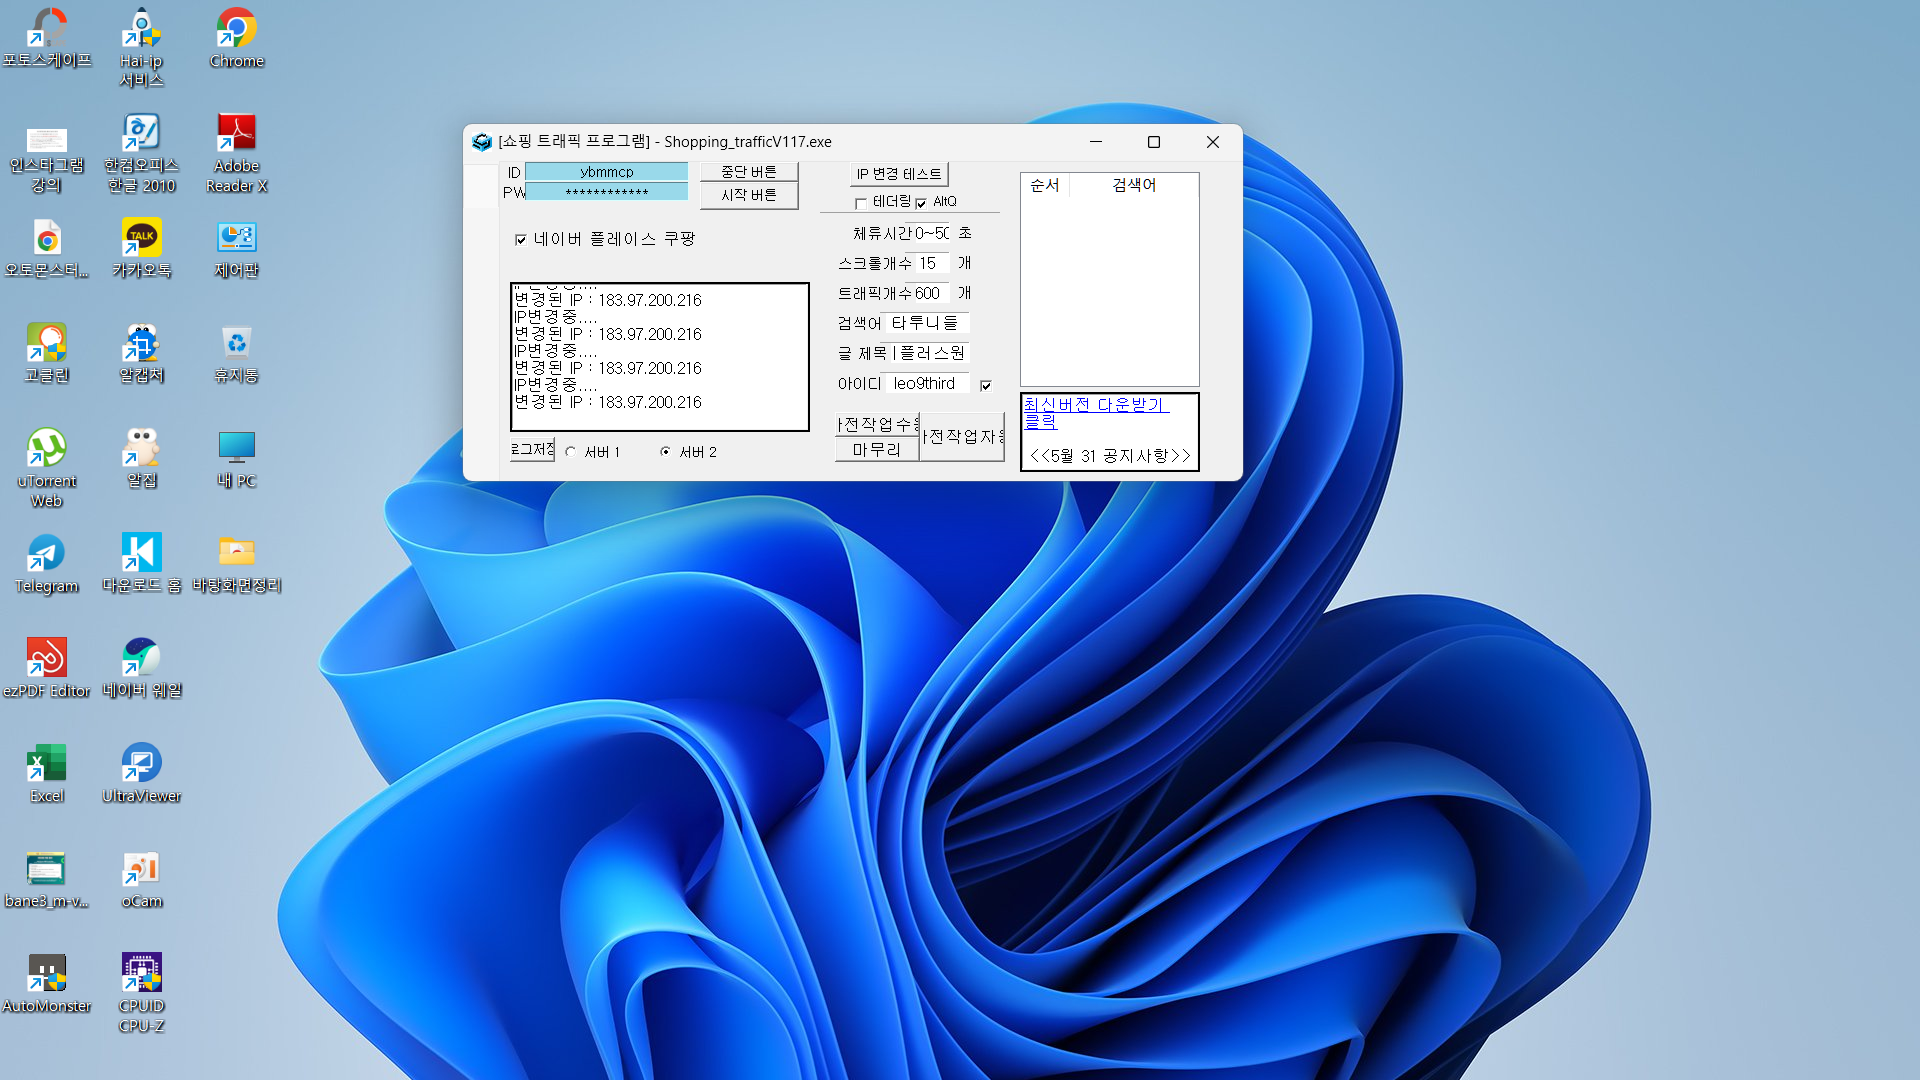 포토스케이프
Hai-ip
서비스
Chrome
인스타그램
강의
한컴오피스
한글 2010
Adobe
Reader X
오토몬스터...
TALK
카카오톡
제어판
고클린
알캡처
휴지통
uTorrent
Web
알집
내 PC
Telegram
다운로드 홈
바탕화면정리
ezPDF Editor
네이버 웨일
Excel
UltraViewer
bane3_m-v...
oCam
AutoMonster
CPUID
CPU-Z
[쇼핑 트래픽 프로그램] - Shopping_trafficV117.exe
ID ybmmcp
PW ************
중단 버튼
시작 버튼
네이버 플레이스 쿠팡
변경된 IP : 183.97.200.216
IP변경중....
변경된 IP : 183.97.200.216
IP변경중....
변경된 IP : 183.97.200.216
IP변경중....
변경된 IP : 183.97.200.216
로그저장
서버 1
서버 2
IP 변경 테스트
테더링
AltQ
체류시간 0~50 초
스크롤개수 15 개
트래픽개수 600 개
검색어 타투니들
글 제목 플러스원
아이디 leo9third
전작업수
마무리
전작업자
순서
검색어
최신버전 다운받기
클릭
<<5월 31 공지사항>>